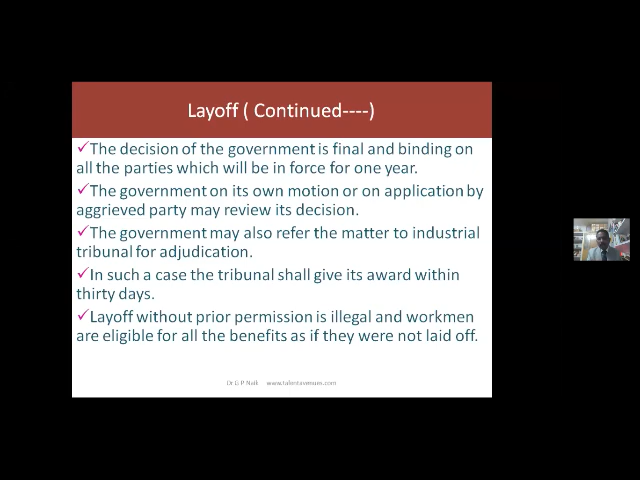 Layoff ( Continued----)
✓The decision of the government is final and binding on
all the parties which will be in force for one year.
✓The government on its own motion or on application by
aggrieved party may review its decision.
✓The government may also refer the matter to industrial
tribunal for adjudication.
✓In such a case the tribunal shall give its award within
thirty days.
✓Layoff without prior permission is illegal and workmen
are eligible for all the benefits as if they were not laid off.
Dr G P Naik